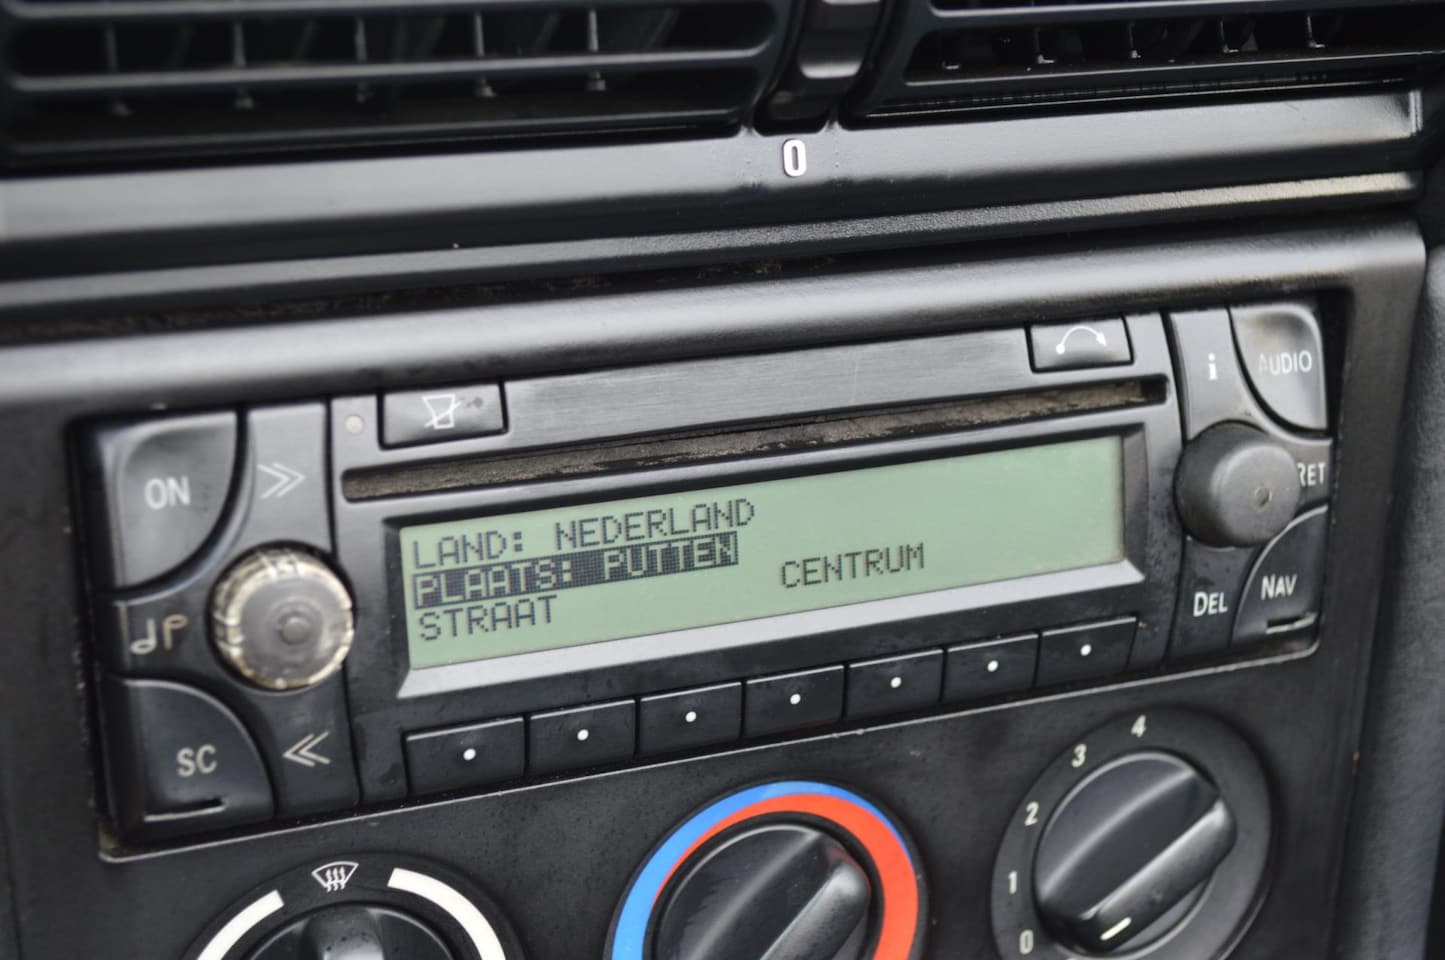 0
AUDIO
i
ON
RET
LAND: NEDERLAND
PLAATS: PUTTEN
CENTRUM
STRAAT
DEL
NAV
SC
4
3
2
1
0